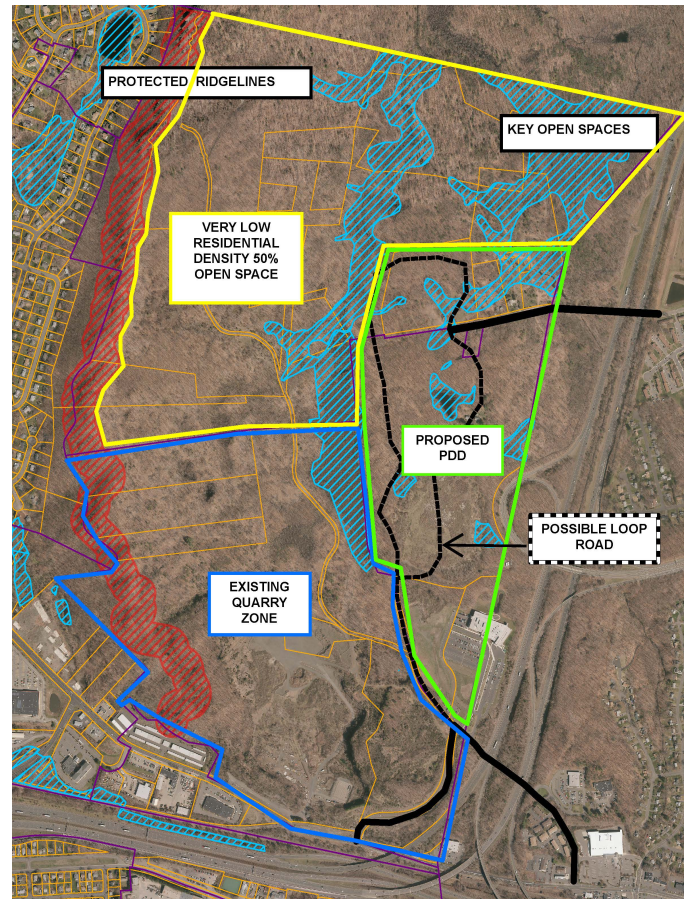 PROTECTED RIDGELINES
KEY OPEN SPACES
VERY LOW
RESIDENTIAL
DENSITY 50%
OPEN SPACE
PROPOSED
PDD
POSSIBLE LOOP
ROAD
EXISTING
QUARRY
ZONE